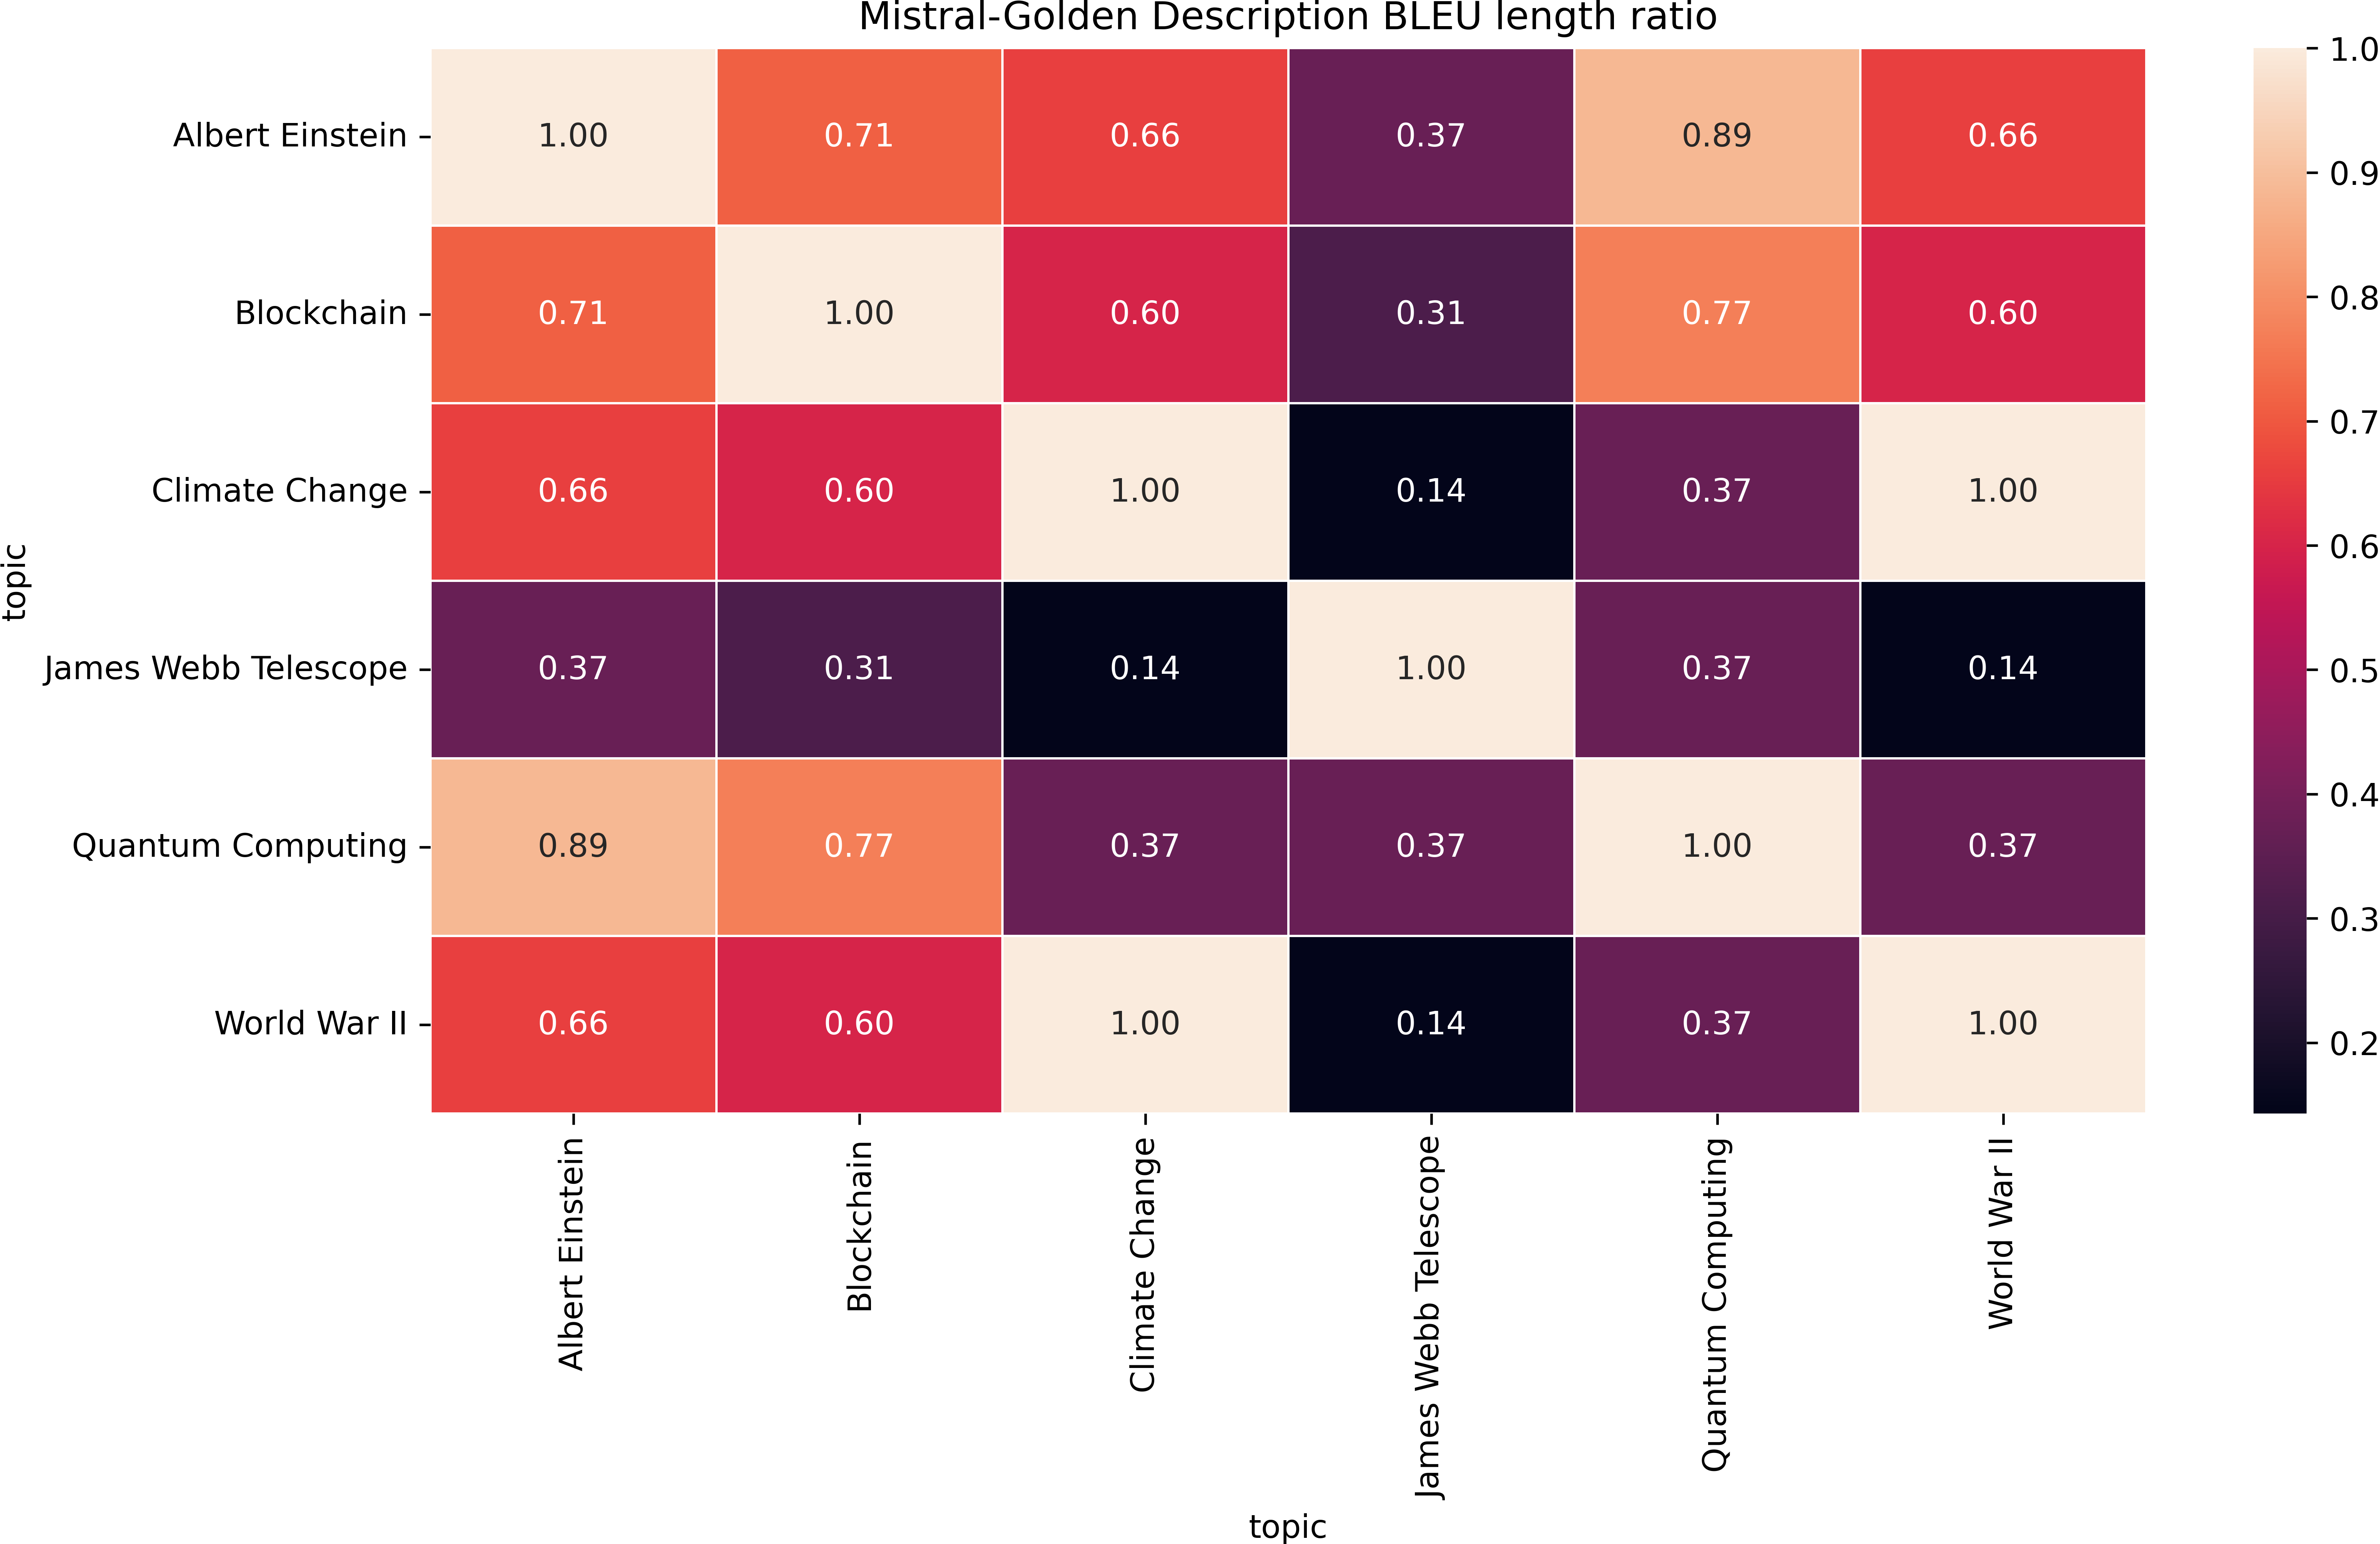 Mistral-Golden Description BLEU length ratio
Albert Einstein 1.00 0.71 0.66 0.37 0.89 0.66
Blockchain 0.71 1.00 0.60 0.31 0.77 0.60
Climate Change 0.66 0.60 1.00 0.14 0.37 1.00
James Webb Telescope 0.37 0.31 0.14 1.00 0.37 0.14
Quantum Computing 0.89 0.77 0.37 0.37 1.00 0.37
World War II 0.66 0.60 1.00 0.14 0.37 1.00
topic
Albert Einstein
Blockchain
Climate Change
James Webb Telescope
Quantum Computing
World War II
topic
1.0
0.9
0.8
0.7
0.6
0.5
0.4
0.3
0.2